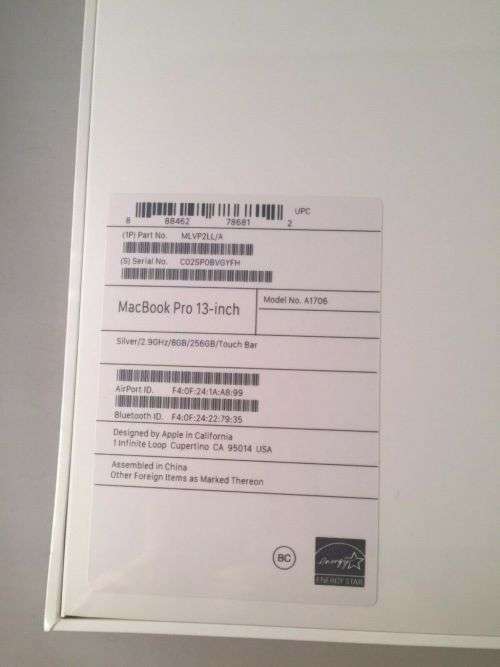 8 88462 78681 2 UPC
(1P) Part No. MLVP2LL/A
(S) Serial No. C02SP0BVGYFH
MacBook Pro 13-inch
Model No. A1706
Silver/2.9GHz/8GB/256GB/Touch Bar
AirPort ID. F4:0F:24:1A:A8:99
Bluetooth ID. F4:0F:24:22:79:35
Designed by Apple in California
1 Infinite Loop Cupertino CA 95014 USA
Assembled in China
Other Foreign Items as Marked Thereon
BC
energy
ENERGY STAR